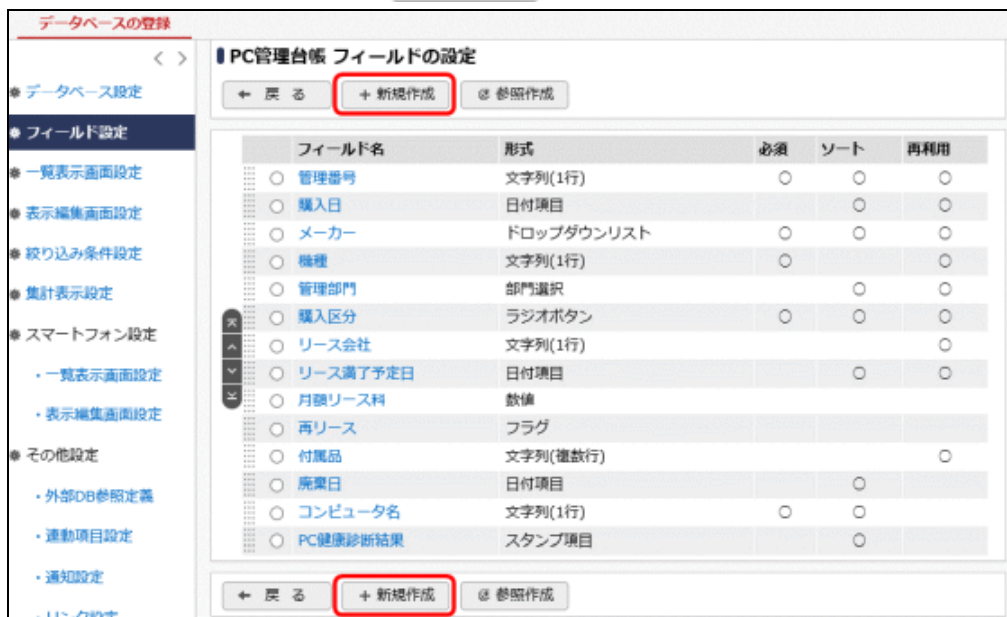 データベースの登録
< >
データベース設定
フィールド設定
一覧表示画面設定
表示編集画面設定
絞り込み条件設定
集計表示設定
スマートフォン設定
・一覧表示画面設定
・表示編集画面設定
その他設定
・外部DB参照定義
・連動項目設定
・通知設定
・リンク設定
PC管理台帳 フィールドの設定
← 戻 る + 新規作成 参照作成
フィールド名 形式 必須 ソート 再利用
管理番号 文字列(1行) ○ ○ ○
購入日 日付項目 ○ ○
メーカー ドロップダウンリスト ○ ○ ○
機種 文字列(1行) ○ ○
管理部門 部門選択 ○ ○
購入区分 ラジオボタン ○ ○ ○
リース会社 文字列(1行) ○
リース満了予定日 日付項目 ○ ○
月額リース料 数値
再リース フラグ
付属品 文字列(複数行) ○
廃棄日 日付項目 ○
コンピュータ名 文字列(1行) ○ ○
PC健康診断結果 スタンプ項目 ○
← 戻 る + 新規作成 参照作成